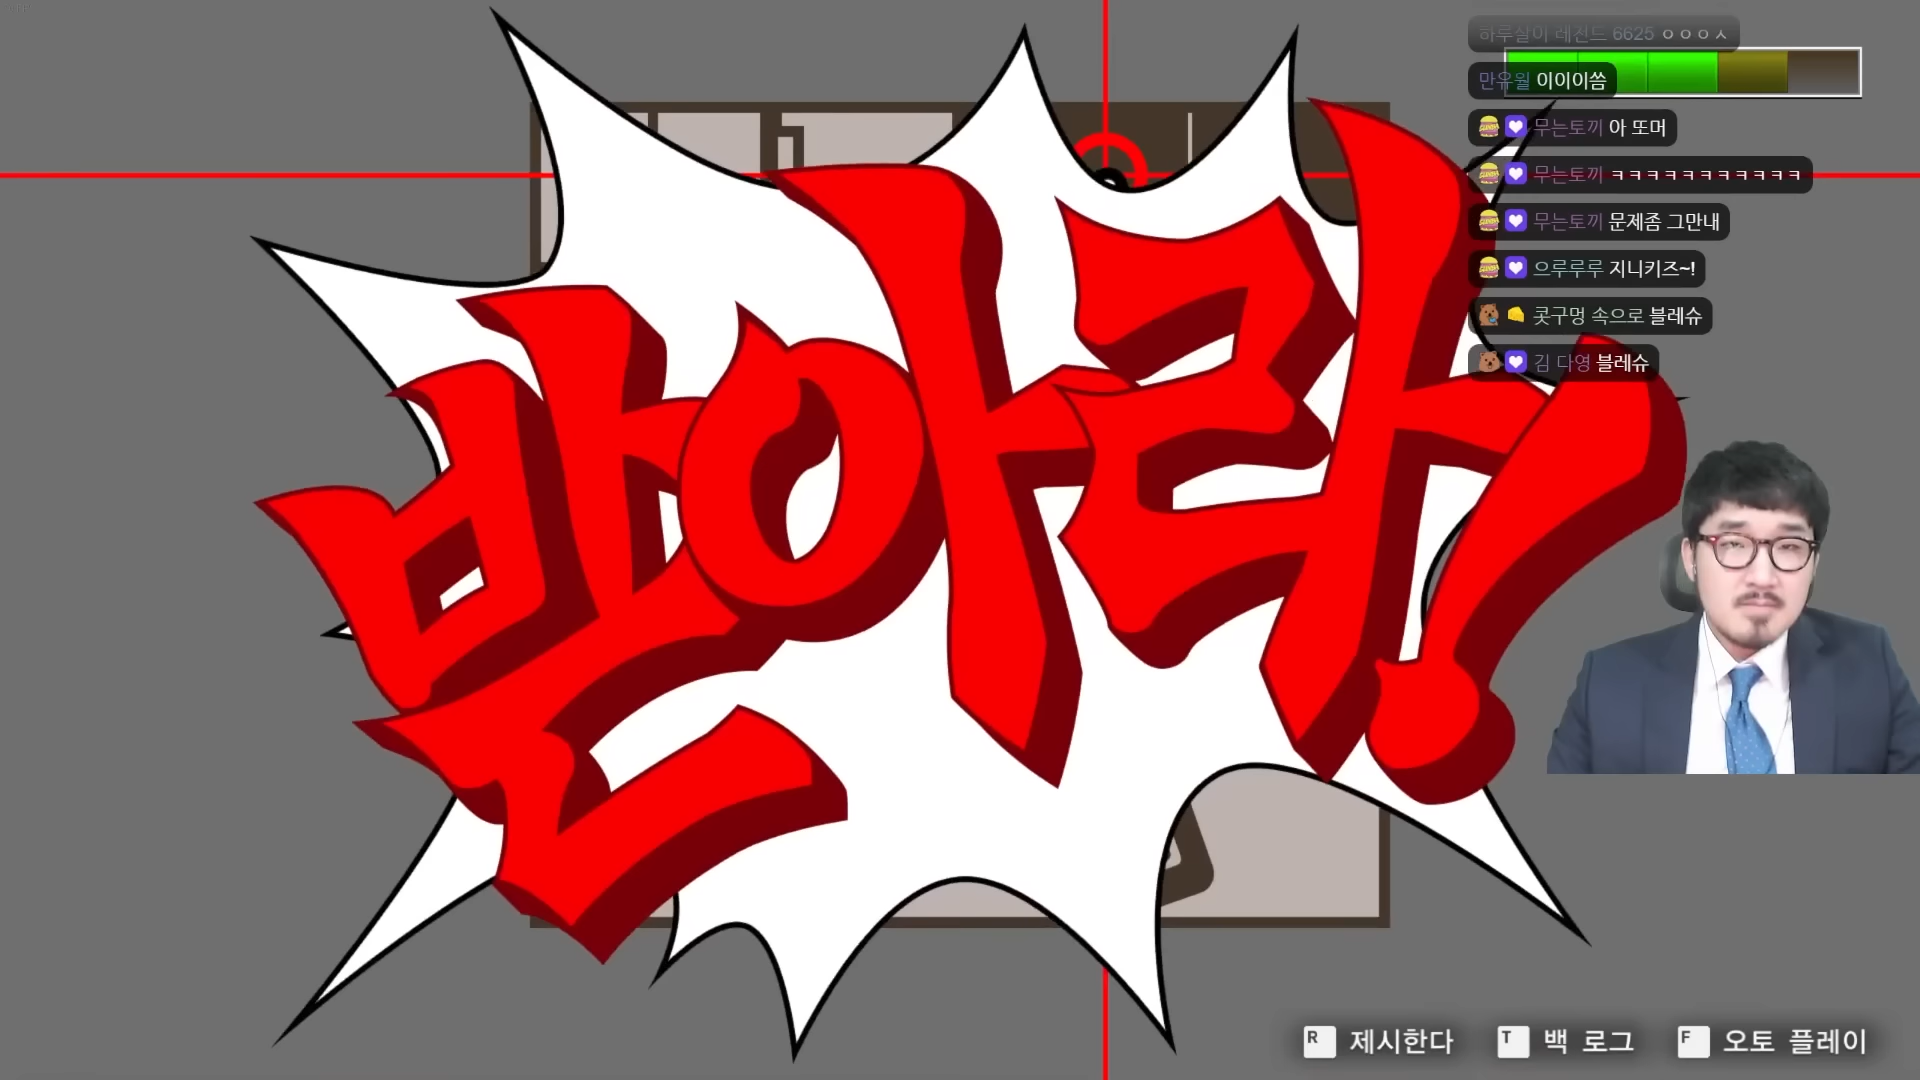 하루살이 레전드 6625 ㅇㅇㅇㅅ
만유월 이이이씀
무는토끼 아 또머
무는토끼 ㅋㅋㅋㅋㅋㅋㅋㅋㅋㅋㅋ
무는토끼 문제좀 그만내
으루루루 지니키즈~!
콧구멍 속으로 블레슈
김 다영 블레슈
받아라!
R 제시한다 T 백 로그 F 오토 플레이